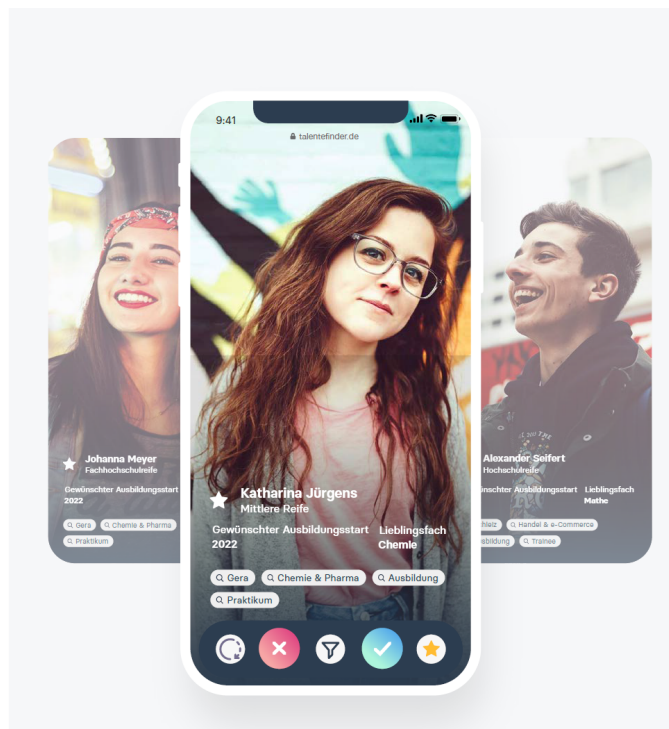 9:41
talentefinder.de
Johanna Meyer
Fachhochschulreife
Gewünschter Ausbildungsstart
2022
Gera
Chemie & Pharma
Praktikum
Katharina Jürgens
Mittlere Reife
Gewünschter Ausbildungsstart
Lieblingsfach
2022
Chemie
Gera
Chemie & Pharma
Ausbildung
Praktikum
Alexander Seifert
Hochschulreife
Ausbildungsstart
Lieblingsfach
Mathe
Handel & e-Commerce
Trainee